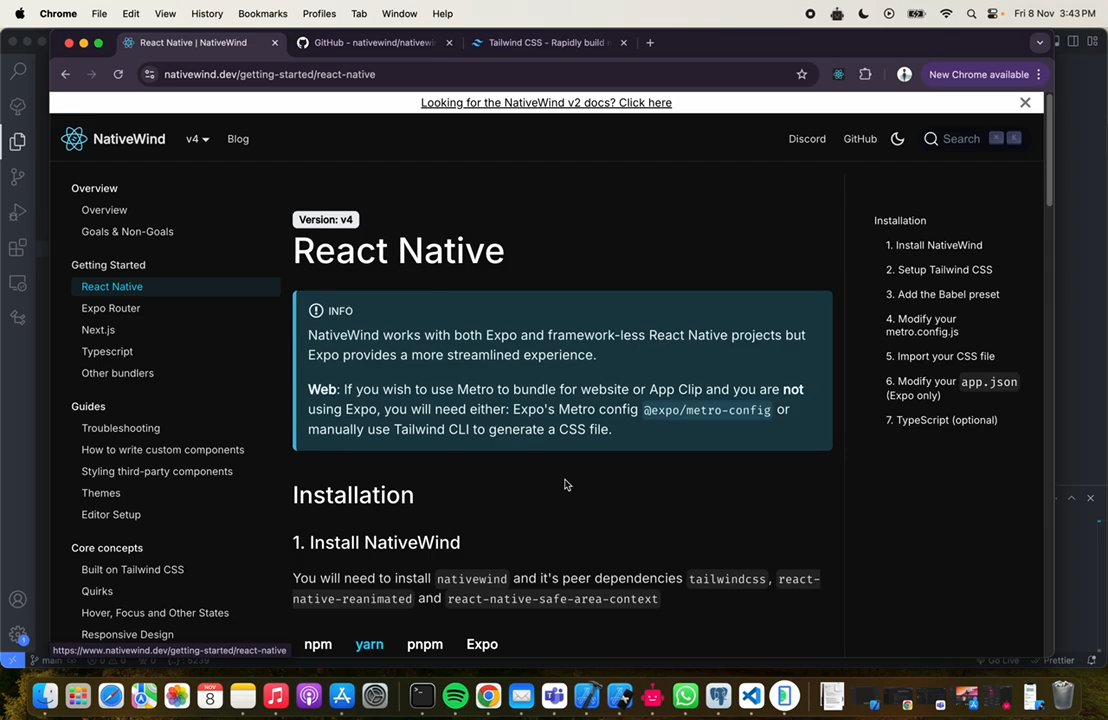 Chrome File Edit View History Bookmarks Profiles Tab Window Help
Fri 8 Nov 3:43 PM
React Native | NativeWind
GitHub - nativewind/nativewi
Tailwind CSS - Rapidly build
nativewind.dev/getting-started/react-native
New Chrome available
Looking for the NativeWind v2 docs? Click here
NativeWind
v4
Blog
Discord
GitHub
Search
Overview
Overview
Goals & Non-Goals
Getting Started
React Native
Expo Router
Next.js
Typescript
Other bundlers
Guides
Troubleshooting
How to write custom components
Styling third-party components
Themes
Editor Setup
Core concepts
Built on Tailwind CSS
Quirks
Hover, Focus and Other States
Responsive Design
https://www.nativewind.dev/getting-started/react-native
Version: v4
React Native
INFO
NativeWind works with both Expo and framework-less React Native projects but
Expo provides a more streamlined experience.
Web: If you wish to use Metro to bundle for website or App Clip and you are not
using Expo, you will need either: Expo's Metro config @expo/metro-config or
manually use Tailwind CLI to generate a CSS file.
Installation
1. Install NativeWind
You will need to install nativewind and it's peer dependencies tailwindcss, react-
native-reanimated and react-native-safe-area-context
npm yarn pnpm Expo
Installation
1. Install NativeWind
2. Setup Tailwind CSS
3. Add the Babel preset
4. Modify your
metro.config.js
5. Import your CSS file
6. Modify your app.json
(Expo only)
7. TypeScript (optional)
main
Go Live
Prettier
NOV
8